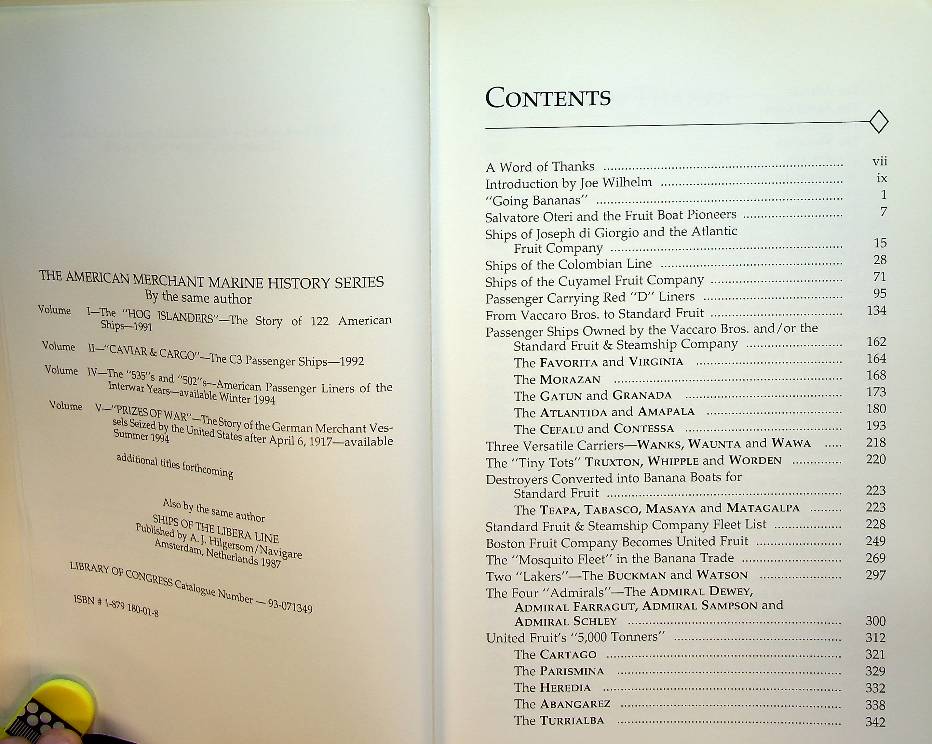 THE AMERICAN MERCHANT MARINE HISTORY SERIES
By the same author
Volume I—The "HOG ISLANDERS"—The Story of 122 American
Ships—1991
Volume II—"CAVIAR & CARGO"—The C3 Passenger Ships—1992
Volume IV—The "535"s and "502"s—American Passenger Liners of the
Interwar Years—available Winter 1994
Volume V—"PRIZES OF WAR"—The Story of the German Merchant Ves-
sels Seized by the United States after April 6, 1917—available
Summer 1994
additional titles forthcoming
Also by the same author
SHIPS OF THE LIBERA LINE
Published by A. J. Hilgersom/Navigare
Amsterdam, Netherlands 1987
LIBRARY OF CONGRESS Catalogue Number — 93-071349
ISBN # 1-879 180-01-8
CONTENTS
A Word of Thanks ........ vii
Introduction by Joe Wilhelm ........ ix
"Going Bananas" ........ 1
Salvatore Oteri and the Fruit Boat Pioneers ........ 7
Ships of Joseph di Giorgio and the Atlantic
Fruit Company ........ 15
Ships of the Colombian Line ........ 28
Ships of the Cuyamel Fruit Company ........ 71
Passenger Carrying Red "D" Liners ........ 95
From Vaccaro Bros. to Standard Fruit ........ 134
Passenger Ships Owned by the Vaccaro Bros. and/or the
Standard Fruit & Steamship Company ........ 162
The FAVORITA and VIRGINIA ........ 164
The MORAZAN ........ 168
The GATUN and GRANADA ........ 173
The ATLANTIDA and AMAPALA ........ 180
The CEFALU and CONTESSA ........ 193
Three Versatile Carriers—WANKS, WAUNTA and WAWA ..... 218
The "Tiny Tots" TRUXTON, WHIPPLE and WORDEN ........ 220
Destroyers Converted into Banana Boats for
Standard Fruit ........ 223
The TEAPA, TABASCO, MASAYA and MATAGALPA ........ 223
Standard Fruit & Steamship Company Fleet List ........ 228
Boston Fruit Company Becomes United Fruit ........ 249
The "Mosquito Fleet" in the Banana Trade ........ 269
Two "Lakers"—The BUCKMAN and WATSON ........ 297
The Four "Admirals"—The ADMIRAL DEWEY,
ADMIRAL FARRAGUT, ADMIRAL SAMPSON and
ADMIRAL SCHLEY ........ 300
United Fruit's "5,000 Tonners" ........ 312
The CARTAGO ........ 321
The PARISMINA ........ 329
The HEREDIA ........ 332
The ABANGAREZ ........ 338
The TURRIALBA ........ 342